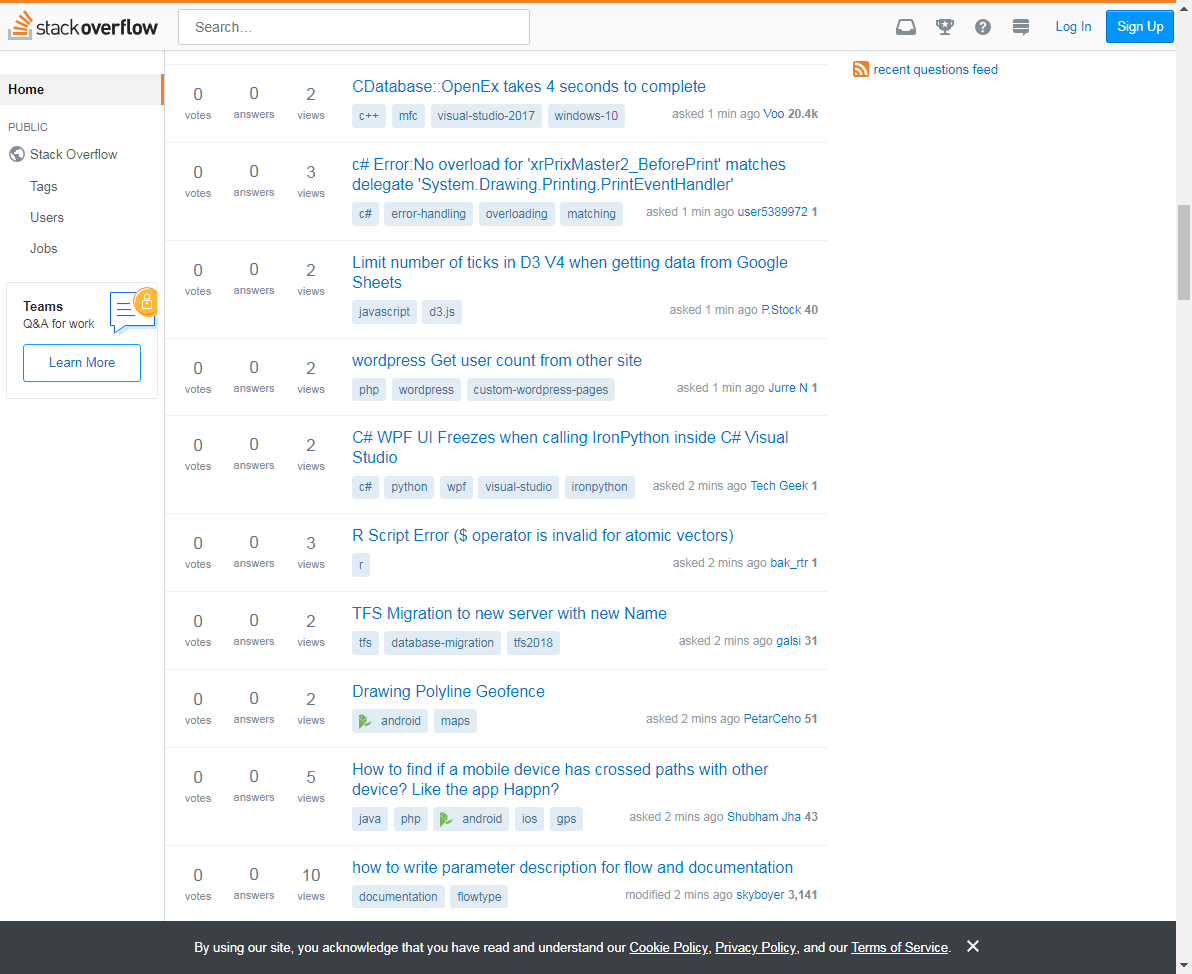 stackoverflow
Search…
Log In
Sign Up
Home
PUBLIC
Stack Overflow
Tags
Users
Jobs
Teams
Q&A for work
Learn More
recent questions feed
0 votes 0 answers 2 views
CDatabase::OpenEx takes 4 seconds to complete
c++ mfc visual-studio-2017 windows-10
asked 1 min ago Voo 20.4k
0 votes 0 answers 3 views
c# Error:No overload for 'xrPrixMaster2_BeforePrint' matches
delegate 'System.Drawing.Printing.PrintEventHandler'
c# error-handling overloading matching
asked 1 min ago user5389972 1
0 votes 0 answers 2 views
Limit number of ticks in D3 V4 when getting data from Google
Sheets
javascript d3.js
asked 1 min ago P.Stock 40
0 votes 0 answers 2 views
wordpress Get user count from other site
php wordpress custom-wordpress-pages
asked 1 min ago Jurre N 1
0 votes 0 answers 2 views
C# WPF UI Freezes when calling IronPython inside C# Visual
Studio
c# python wpf visual-studio ironpython
asked 2 mins ago Tech Geek 1
0 votes 0 answers 3 views
R Script Error ($ operator is invalid for atomic vectors)
r
asked 2 mins ago bak_rtr 1
0 votes 0 answers 2 views
TFS Migration to new server with new Name
tfs database-migration tfs2018
asked 2 mins ago galsi 31
0 votes 0 answers 2 views
Drawing Polyline Geofence
android maps
asked 2 mins ago PetarCeho 51
0 votes 0 answers 5 views
How to find if a mobile device has crossed paths with other
device? Like the app Happn?
java php android ios gps
asked 2 mins ago Shubham Jha 43
0 votes 0 answers 10 views
how to write parameter description for flow and documentation
documentation flowtype
modified 2 mins ago skyboyer 3,141
By using our site, you acknowledge that you have read and understand our Cookie Policy, Privacy Policy, and our Terms of Service.